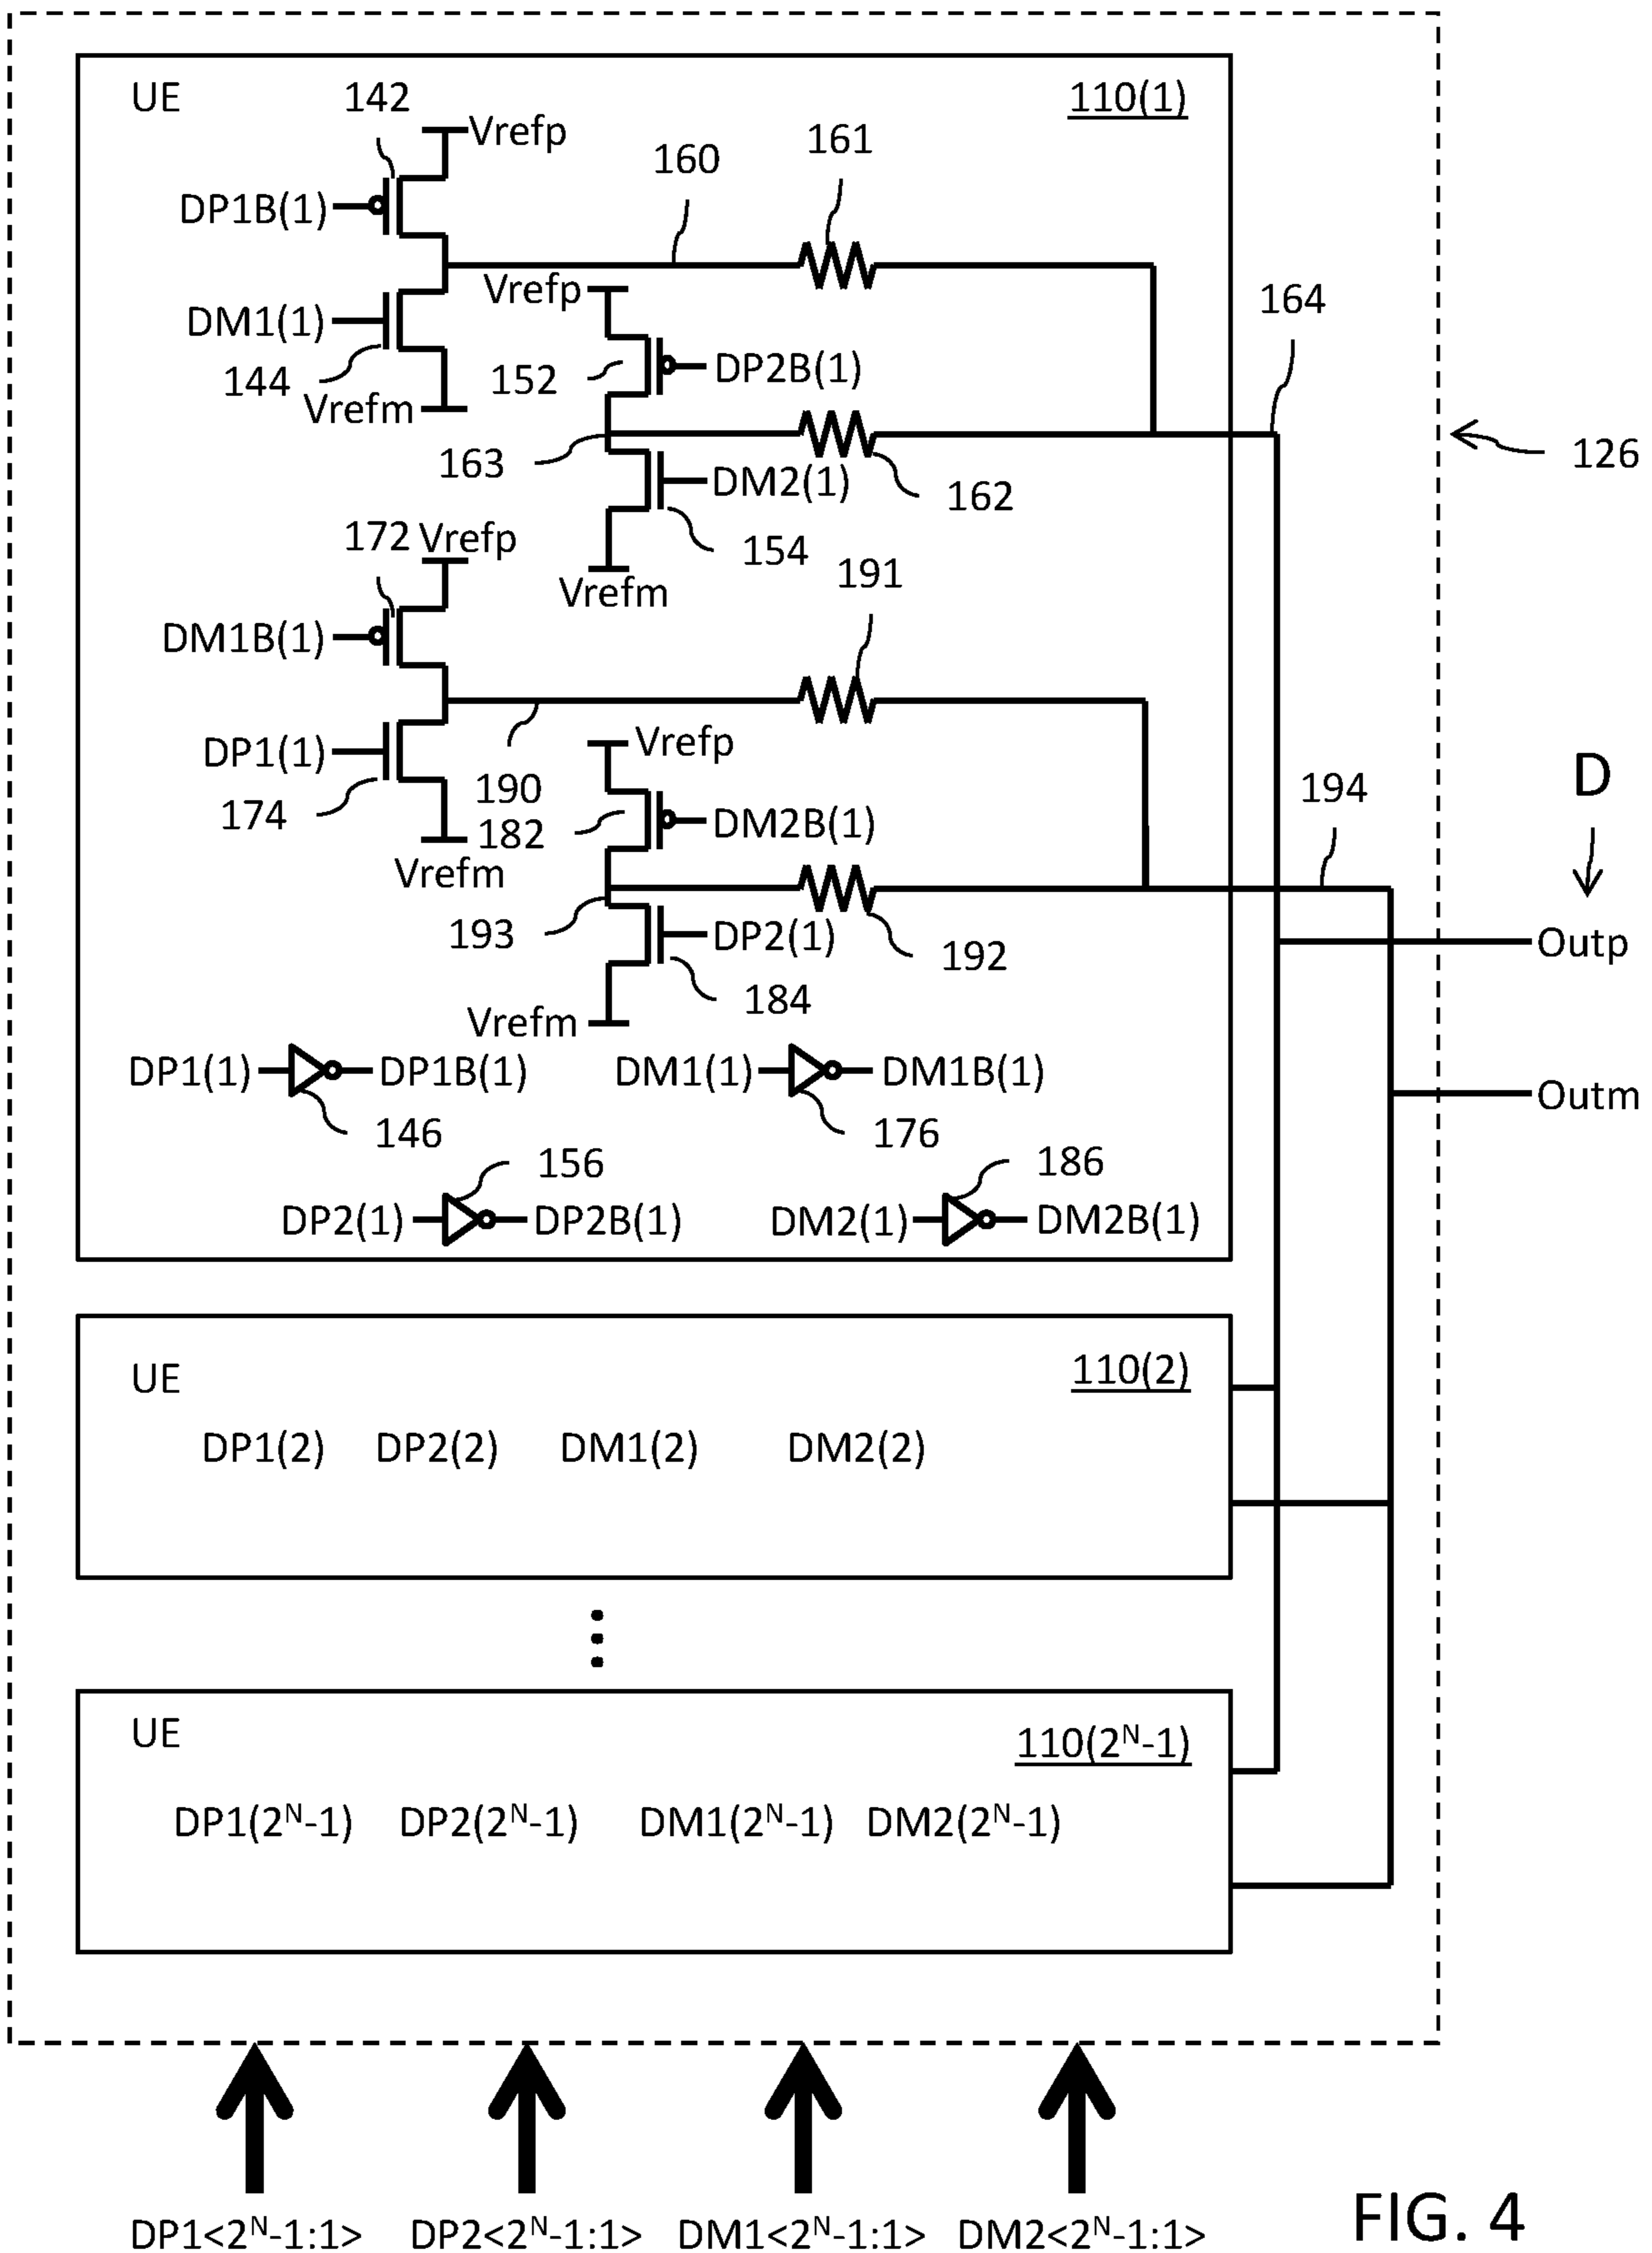 UE
142
110(1)
Vrefp
161
160
DP1B(1)
Vrefp
164
DM1(1)
152
DP2B(1)
144
Vrefm
126
163
DM2(1)
162
172
Vrefp
154
191
Vrefm
DM1B(1)
Vrefp
DP1(1)
D
190
194
174
182
DM2B(1)
Vrefm
193
DP2(1)
192
Outp
184
Vrefm
DP1(1)
DP1B(1)
DM1(1)
DM1B(1)
Outm
146
176
156
186
DP2(1)
DP2B(1)
DM2(1)
DM2B(1)
UE
110(2)
DP1(2) DP2(2) DM1(2) DM2(2)
UE
110(2ᴺ-1)
DP1(2ᴺ-1) DP2(2ᴺ-1) DM1(2ᴺ-1) DM2(2ᴺ-1)
DP1<2ᴺ-1:1> DP2<2ᴺ-1:1> DM1<2ᴺ-1:1> DM2<2ᴺ-1:1>
FIG. 4